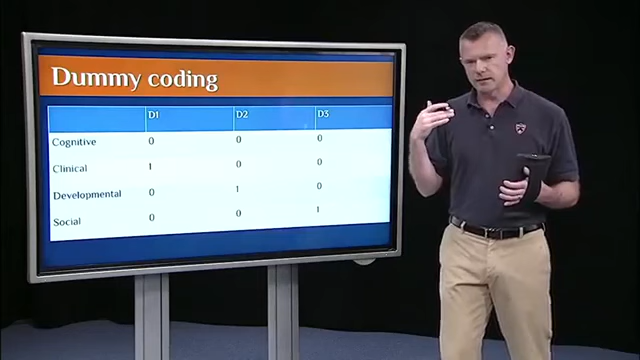 Dummy coding
D1 D2 D3
Cognitive 0 0 0
Clinical 1 0 0
Developmental 0 1 0
Social 0 0 1